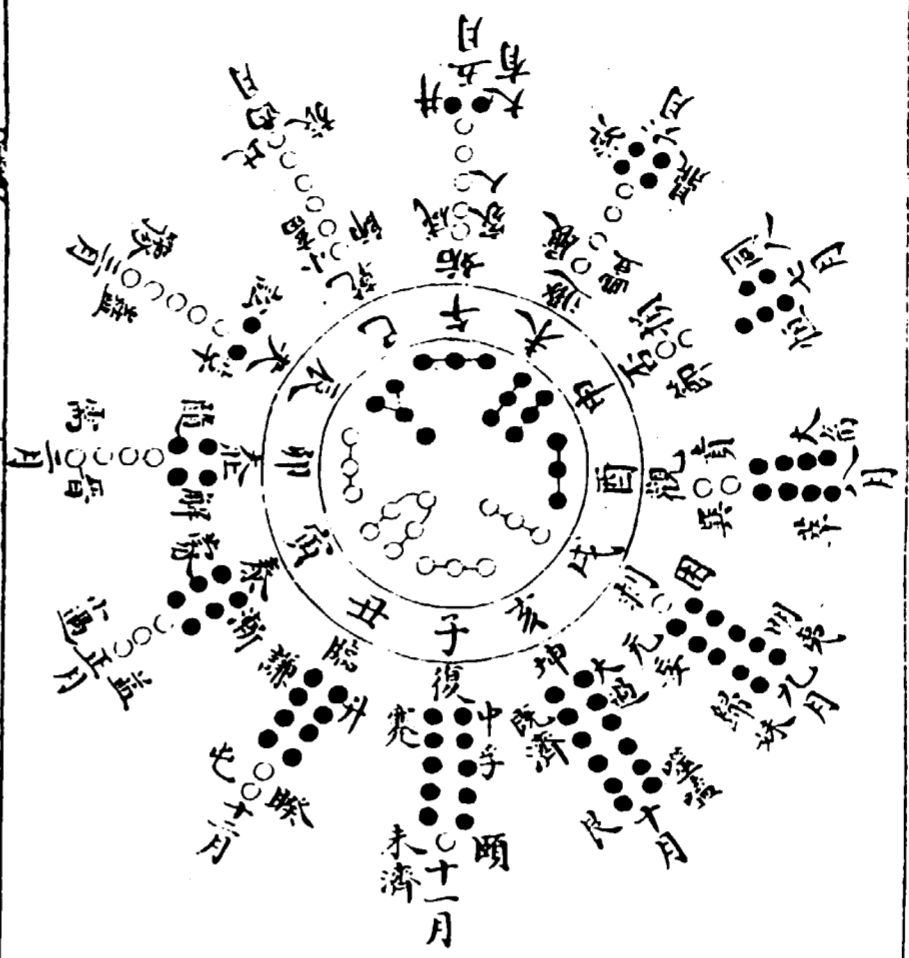 子
丑
寅
卯
辰
巳
午
未
申
酉
戌
亥
復
中孚
蹇
頤
未濟
十一月
臨
升
謙
睽
屯
十二月
泰
漸
益
小過
正月
大壯
解
晉
需
二月
夬
革
訟
豫
蠱
三月
乾
小畜
師
旅
比
四月
姤
咸
家人
井
大有
五月
遯
履
豐
渙
六月
否
損
節
同人
恒
七月
觀
賁
巽
大畜
萃
八月
剝
困
无妄
明夷
歸妹
九月
坤
大過
既濟
噬嗑
艮
十月